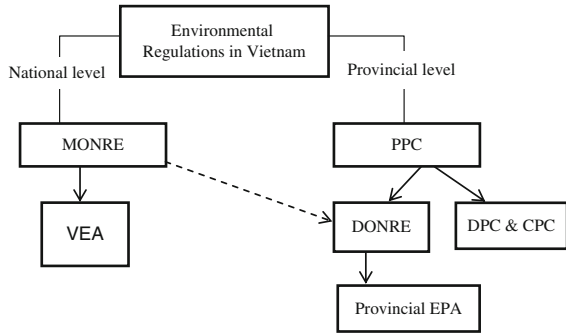 Environmental
Regulations in Vietnam
National level
Provincial level
MONRE
PPC
VEA
DONRE
DPC & CPC
Provincial EPA